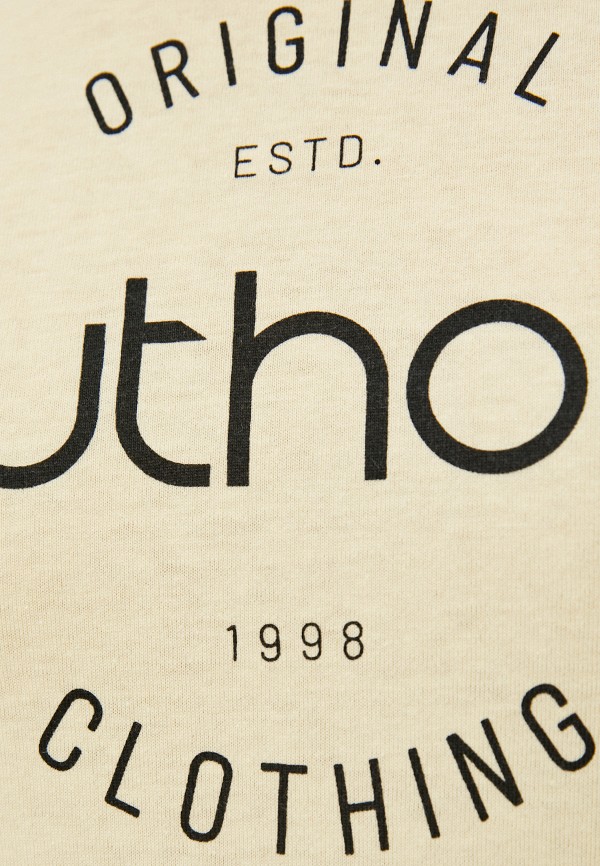 ORIGINAL
ESTD.
utho
1998
CLOTHING